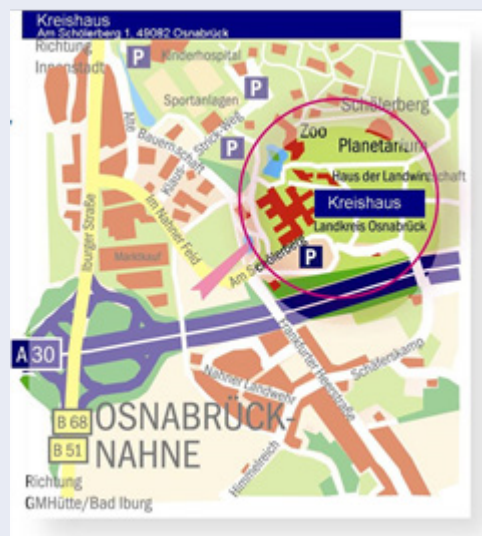 Kreishaus
Am Schölerberg 1, 49082 Osnabrück
Richtung
Innenstadt
P
Kinderhospital
P
Sportanlagen
Schölerberg
Alte
Bauernschaft
Klaus-
Strick-Weg
P
Zoo
Planetarium
Haus der Landwirtschaft
Kreishaus
Landkreis Osnabrück
Iburger Straße
Im Nahner Feld
Marktkauf
Am Schölerberg
P
A 30
Frankfurter Heerstraße
Nahner Landwehr
Schäferskamp
B 68
B 51
OSNABRÜCK-
NAHNE
Himmelreich
Richtung
GMHütte/Bad Iburg